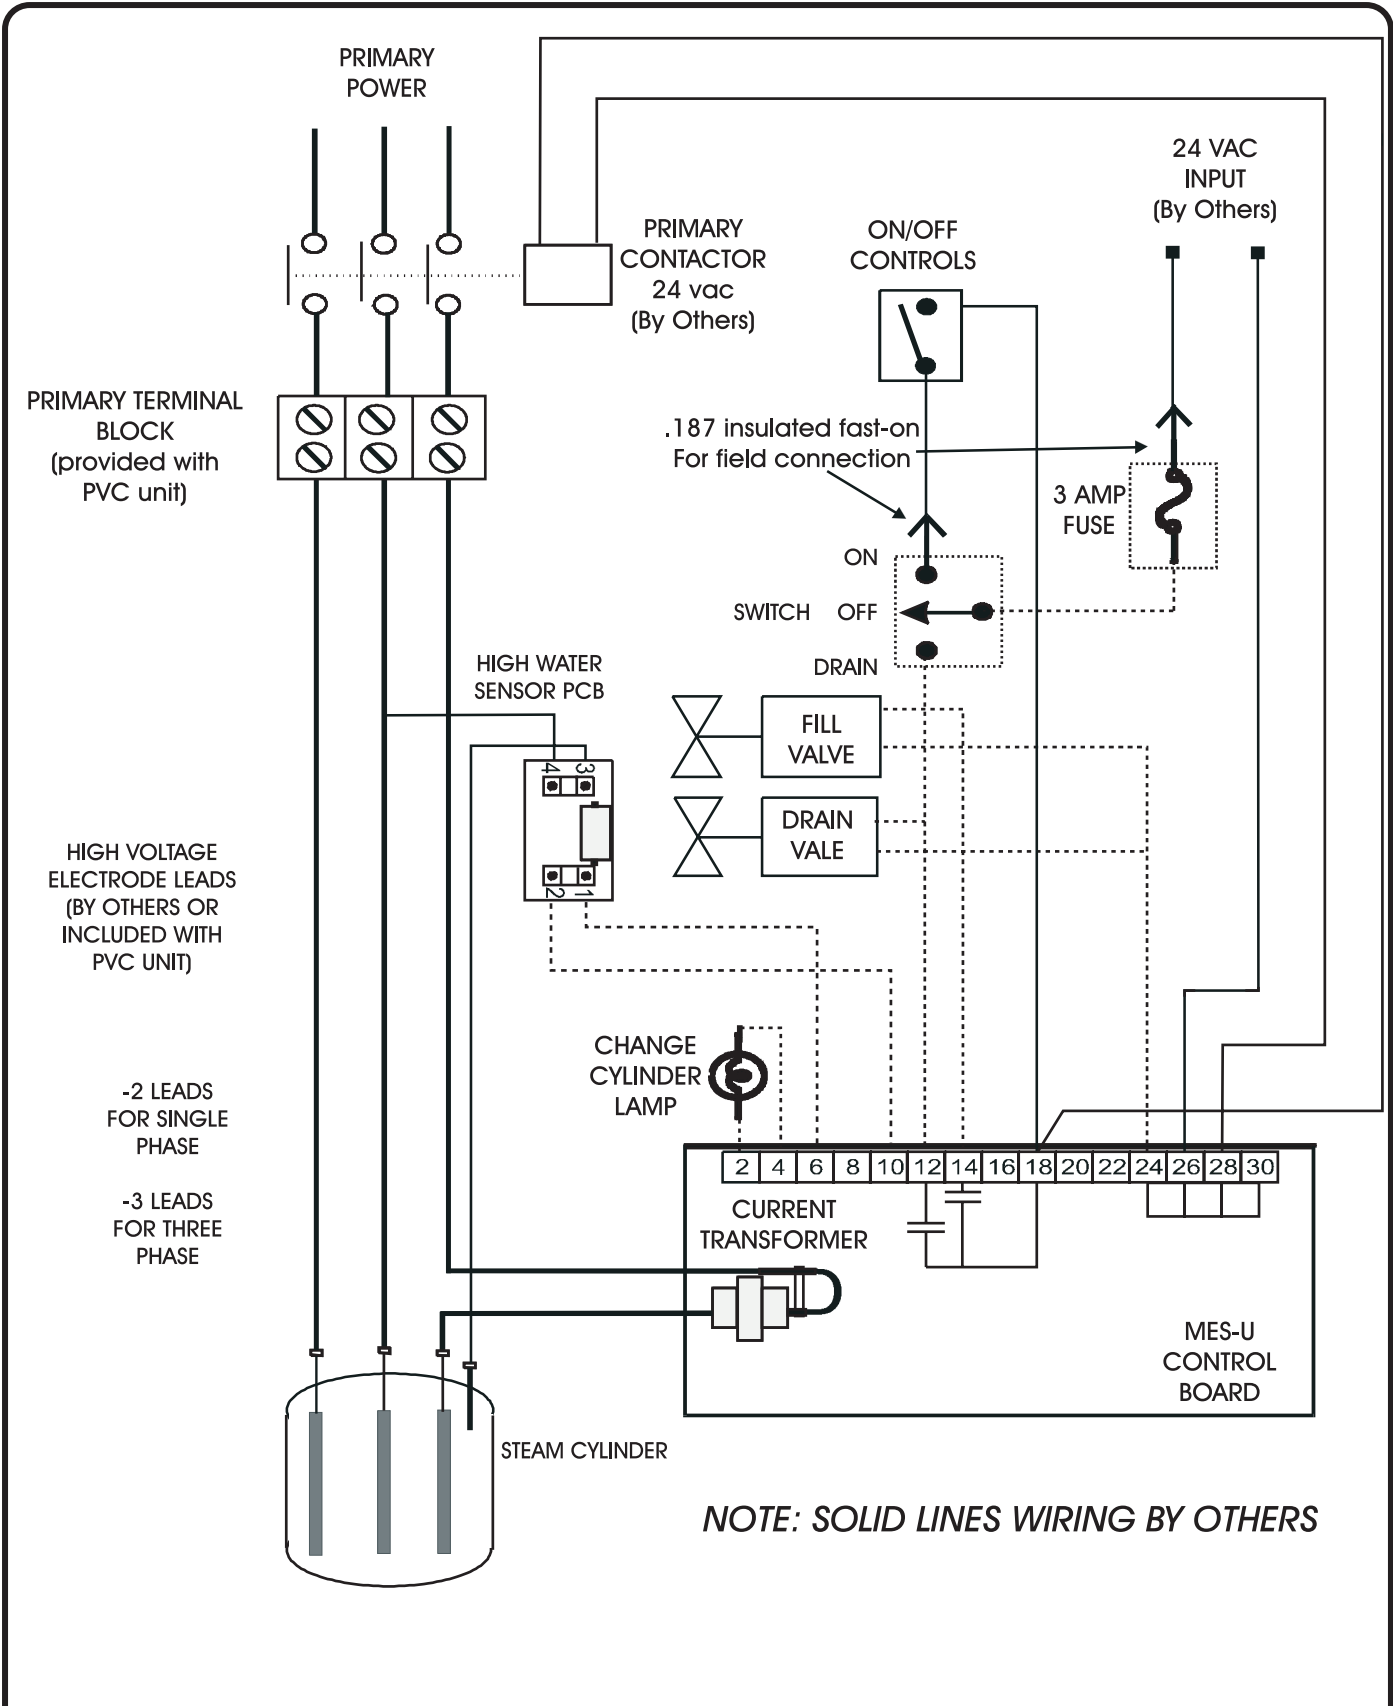 PRIMARY
POWER
24 VAC
INPUT
(By Others)
PRIMARY
CONTACTOR
24 vac
(By Others)
ON/OFF
CONTROLS
PRIMARY TERMINAL
BLOCK
(provided with
PVC unit)
.187 insulated fast-on
For field connection
3 AMP
FUSE
ON
SWITCH OFF
DRAIN
HIGH WATER
SENSOR PCB
FILL
VALVE
4 3
DRAIN
VALE
2 1
HIGH VOLTAGE
ELECTRODE LEADS
(BY OTHERS OR
INCLUDED WITH
PVC UNIT)
CHANGE
CYLINDER
LAMP
-2 LEADS
FOR SINGLE
PHASE
2 4 6 8 10 12 14 16 18 20 22 24 26 28 30
-3 LEADS
FOR THREE
PHASE
CURRENT
TRANSFORMER
MES-U
CONTROL
BOARD
STEAM CYLINDER
NOTE: SOLID LINES WIRING BY OTHERS